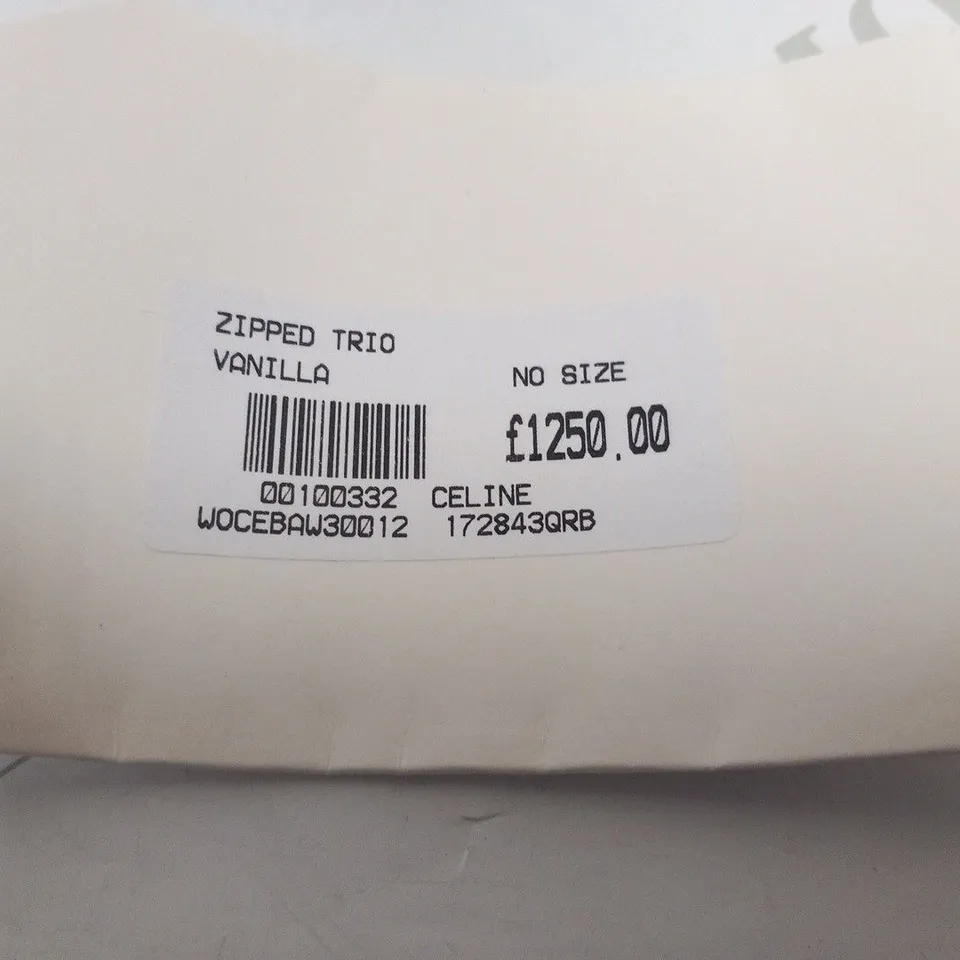 ZIPPED TRIO
VANILLA
NO SIZE
£1250.00
00100332 CELINE
WOCEBAW30012 172843QRB